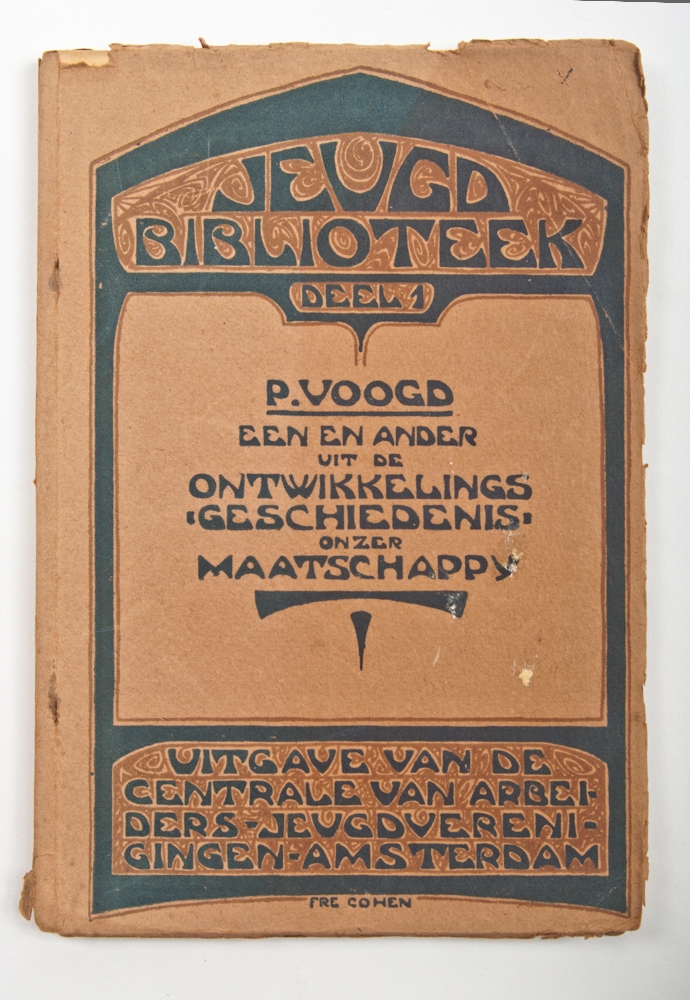 JEUGD
BIBLIOTEEK
DEEL 1
P. VOOGD
EEN EN ANDER
UIT DE
ONTWIKKELINGS
GESCHIEDENIS
ONZER
MAATSCHAPPY
UITGAVE VAN DE
CENTRALE VAN ARBEI-
DERS-JEUGDVERENI-
GINGEN-AMSTERDAM
FRE COHEN